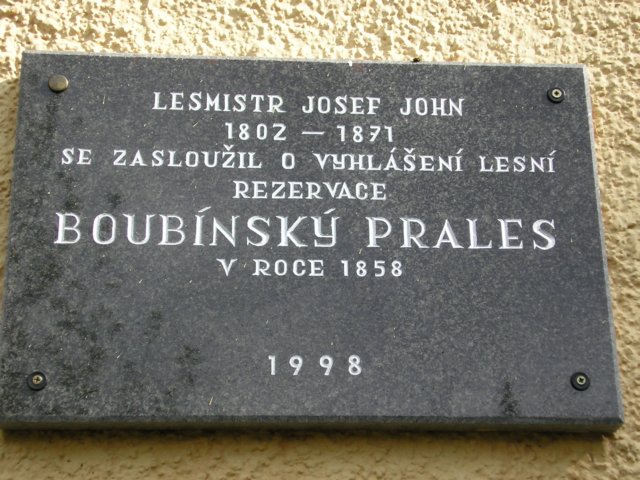 LESMISTR JOSEF JOHN
1802 — 1871
SE ZASLOUŽIL O VYHLÁŠENÍ LESNÍ
REZERVACE
BOUBÍNSKÝ PRALES
V ROCE 1858
1998